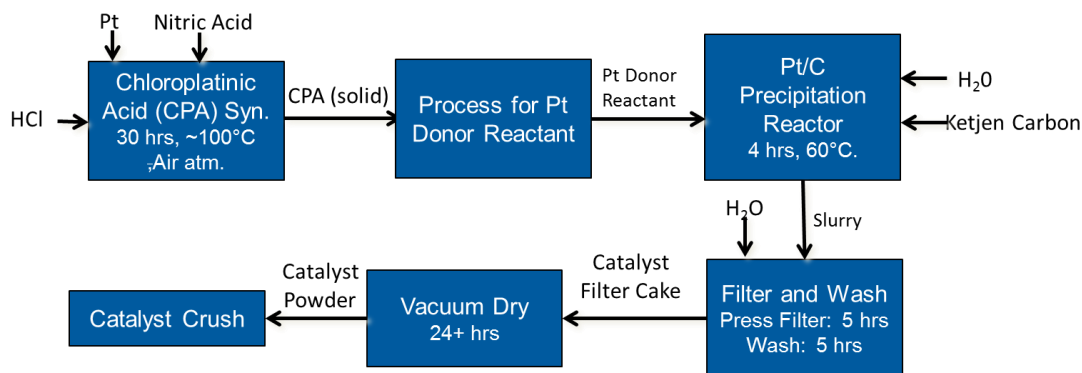 Pt
Nitric Acid
HCl
Chloroplatinic
Acid (CPA) Syn.
30 hrs, ~100°C
,Air atm.
CPA (solid)
Process for Pt
Donor Reactant
Pt Donor
Reactant
Pt/C
Precipitation
Reactor
4 hrs, 60°C.
H₂0
Ketjen Carbon
H₂O
Slurry
Filter and Wash
Press Filter: 5 hrs
Wash: 5 hrs
Catalyst
Filter Cake
Vacuum Dry
24+ hrs
Catalyst
Powder
Catalyst Crush